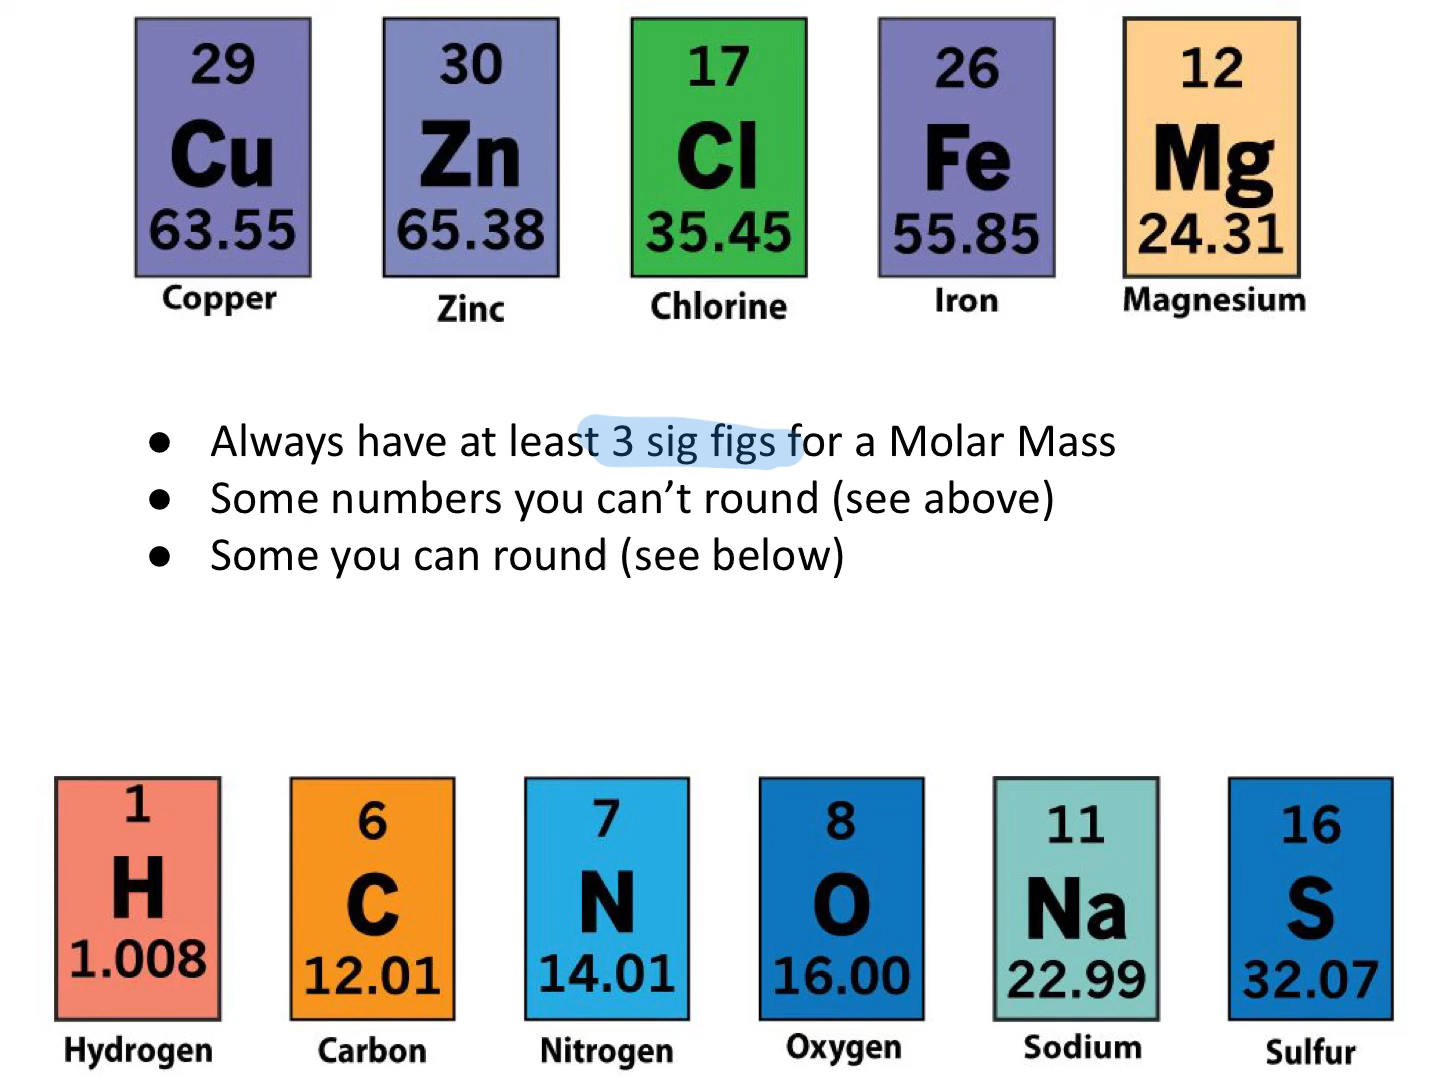 29 30 17 26 12
Cu Zn Cl Fe Mg
63.55 65.38 35.45 55.85 24.31
Copper Zinc Chlorine Iron Magnesium
● Always have at least 3 sig figs for a Molar Mass
● Some numbers you can’t round (see above)
● Some you can round (see below)
1 6 7 8 11 16
H C N O Na S
1.008 12.01 14.01 16.00 22.99 32.07
Hydrogen Carbon Nitrogen Oxygen Sodium Sulfur